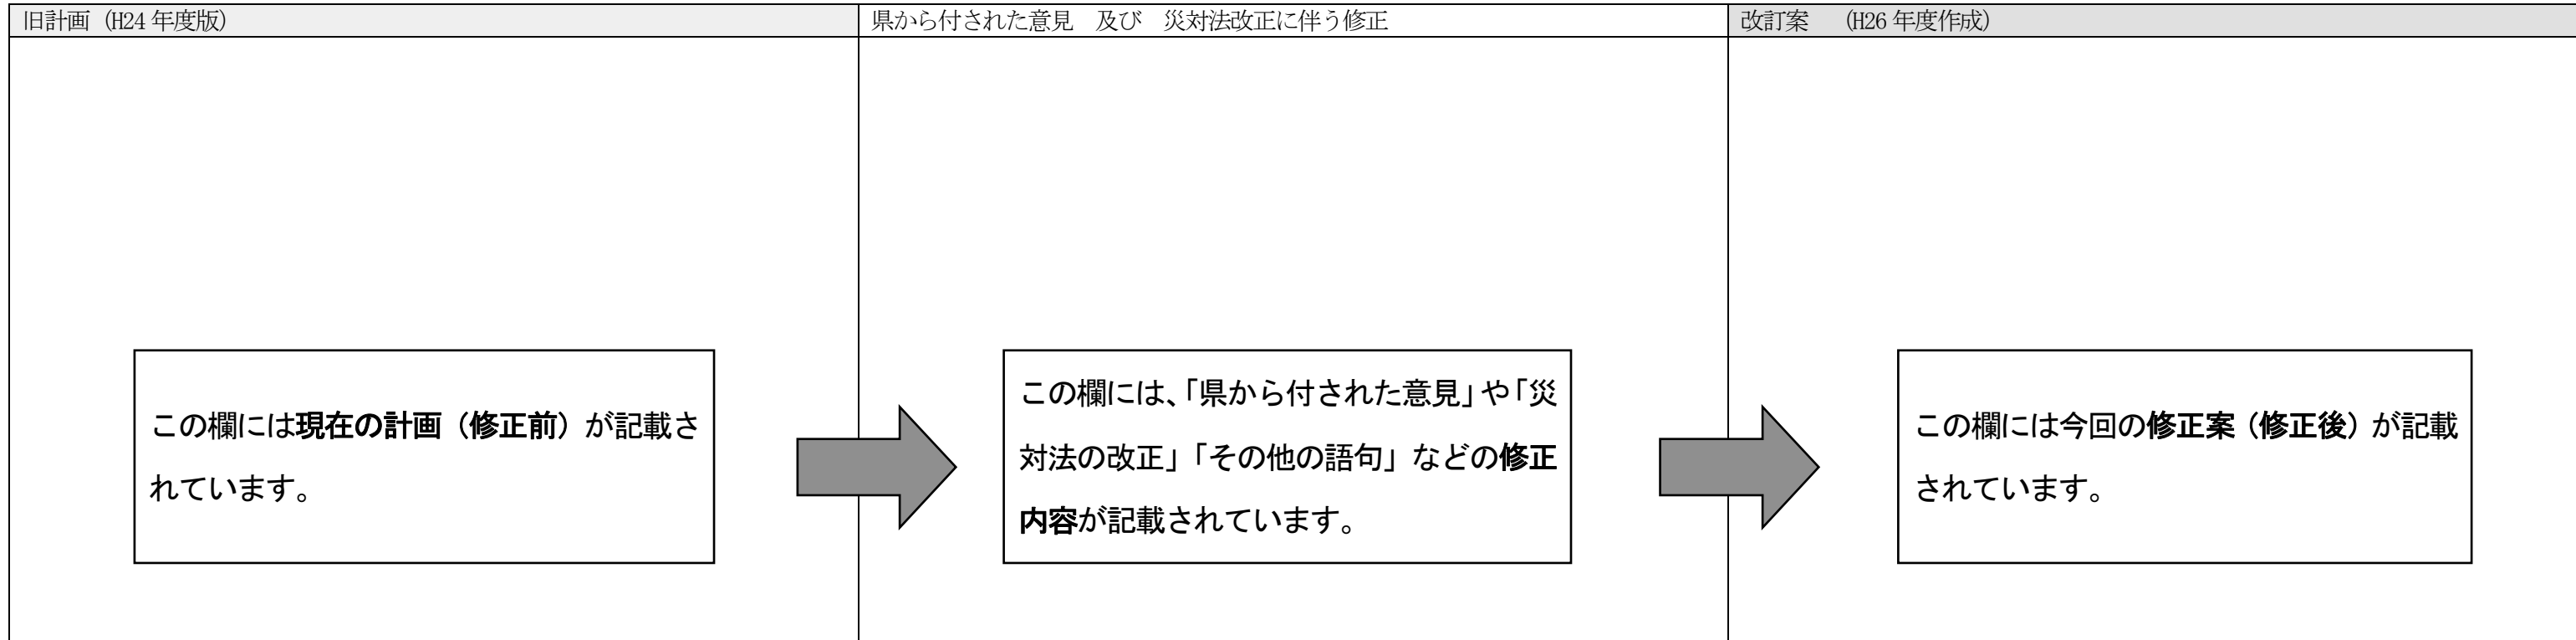 旧計画（H24 年度版）
県から付された意見　及び　災対法改正に伴う修正
改訂案　（H26 年度作成）
この欄には現在の計画（修正前）が記載さ
れています。
この欄には、「県から付された意見」や「災
対法の改正」「その他の語句」などの修正
内容が記載されています。
この欄には今回の修正案（修正後）が記載
されています。